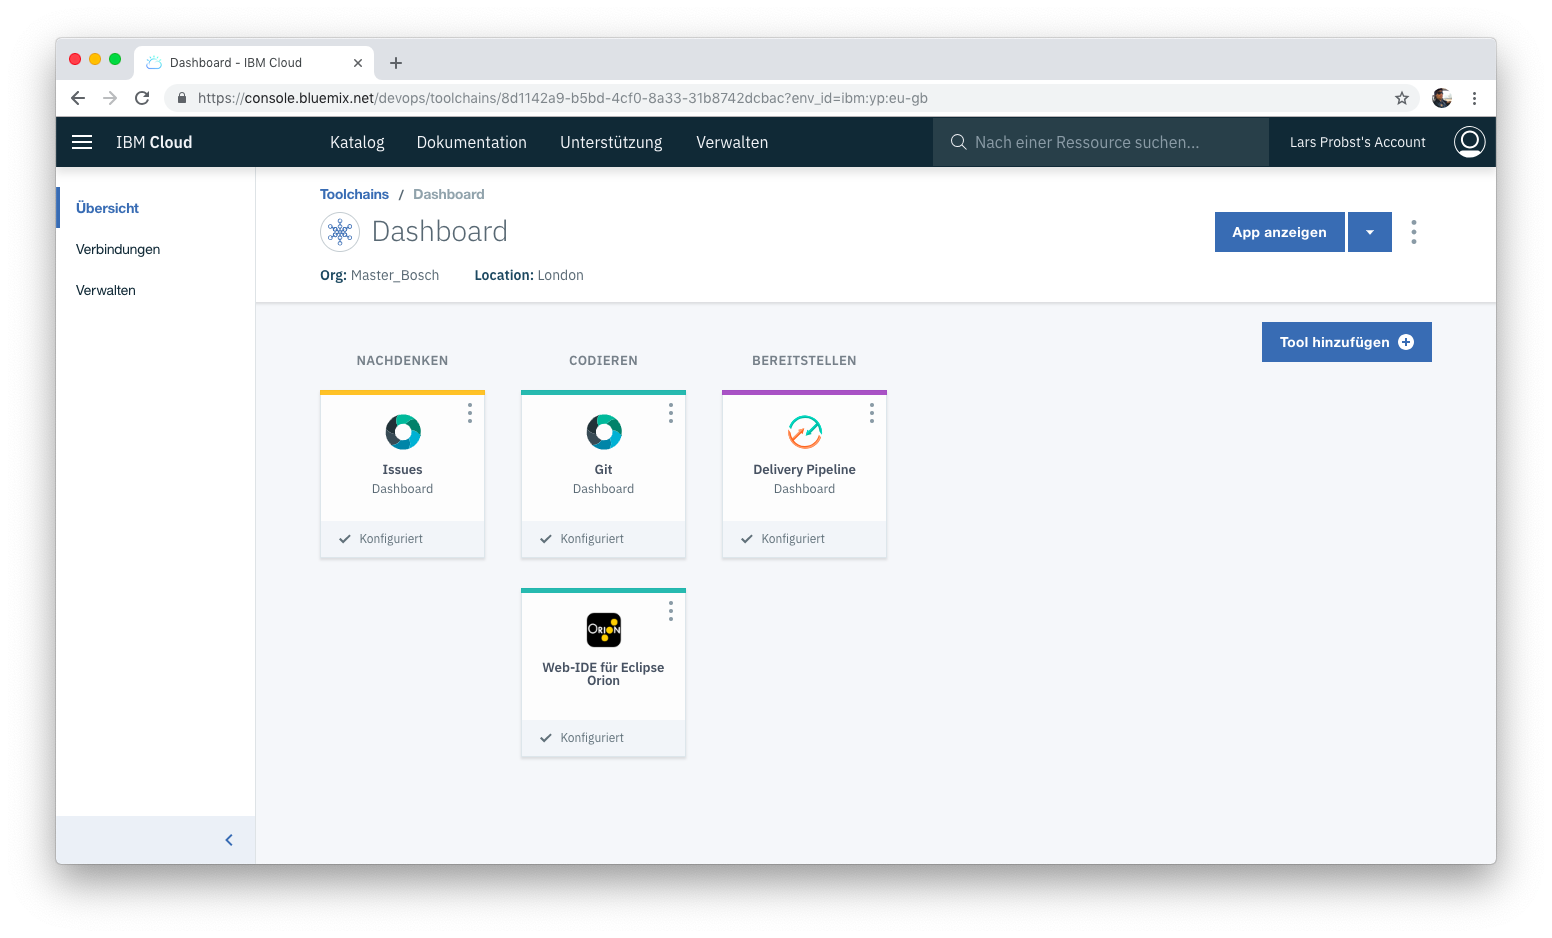 Dashboard - IBM Cloud
https://console.bluemix.net/devops/toolchains/8d1142a9-b5bd-4cf0-8a33-31b8742dcbac?env_id=ibm:yp:eu-gb
IBM Cloud
Katalog
Dokumentation
Unterstützung
Verwalten
Nach einer Ressource suchen...
Lars Probst's Account
Übersicht
Verbindungen
Verwalten
Toolchains / Dashboard
Dashboard
App anzeigen
Org: Master_Bosch
Location: London
Tool hinzufügen
NACHDENKEN
CODIEREN
BEREITSTELLEN
Issues
Dashboard
Konfiguriert
Git
Dashboard
Konfiguriert
Delivery Pipeline
Dashboard
Konfiguriert
ORION
Web-IDE für Eclipse
Orion
Konfiguriert